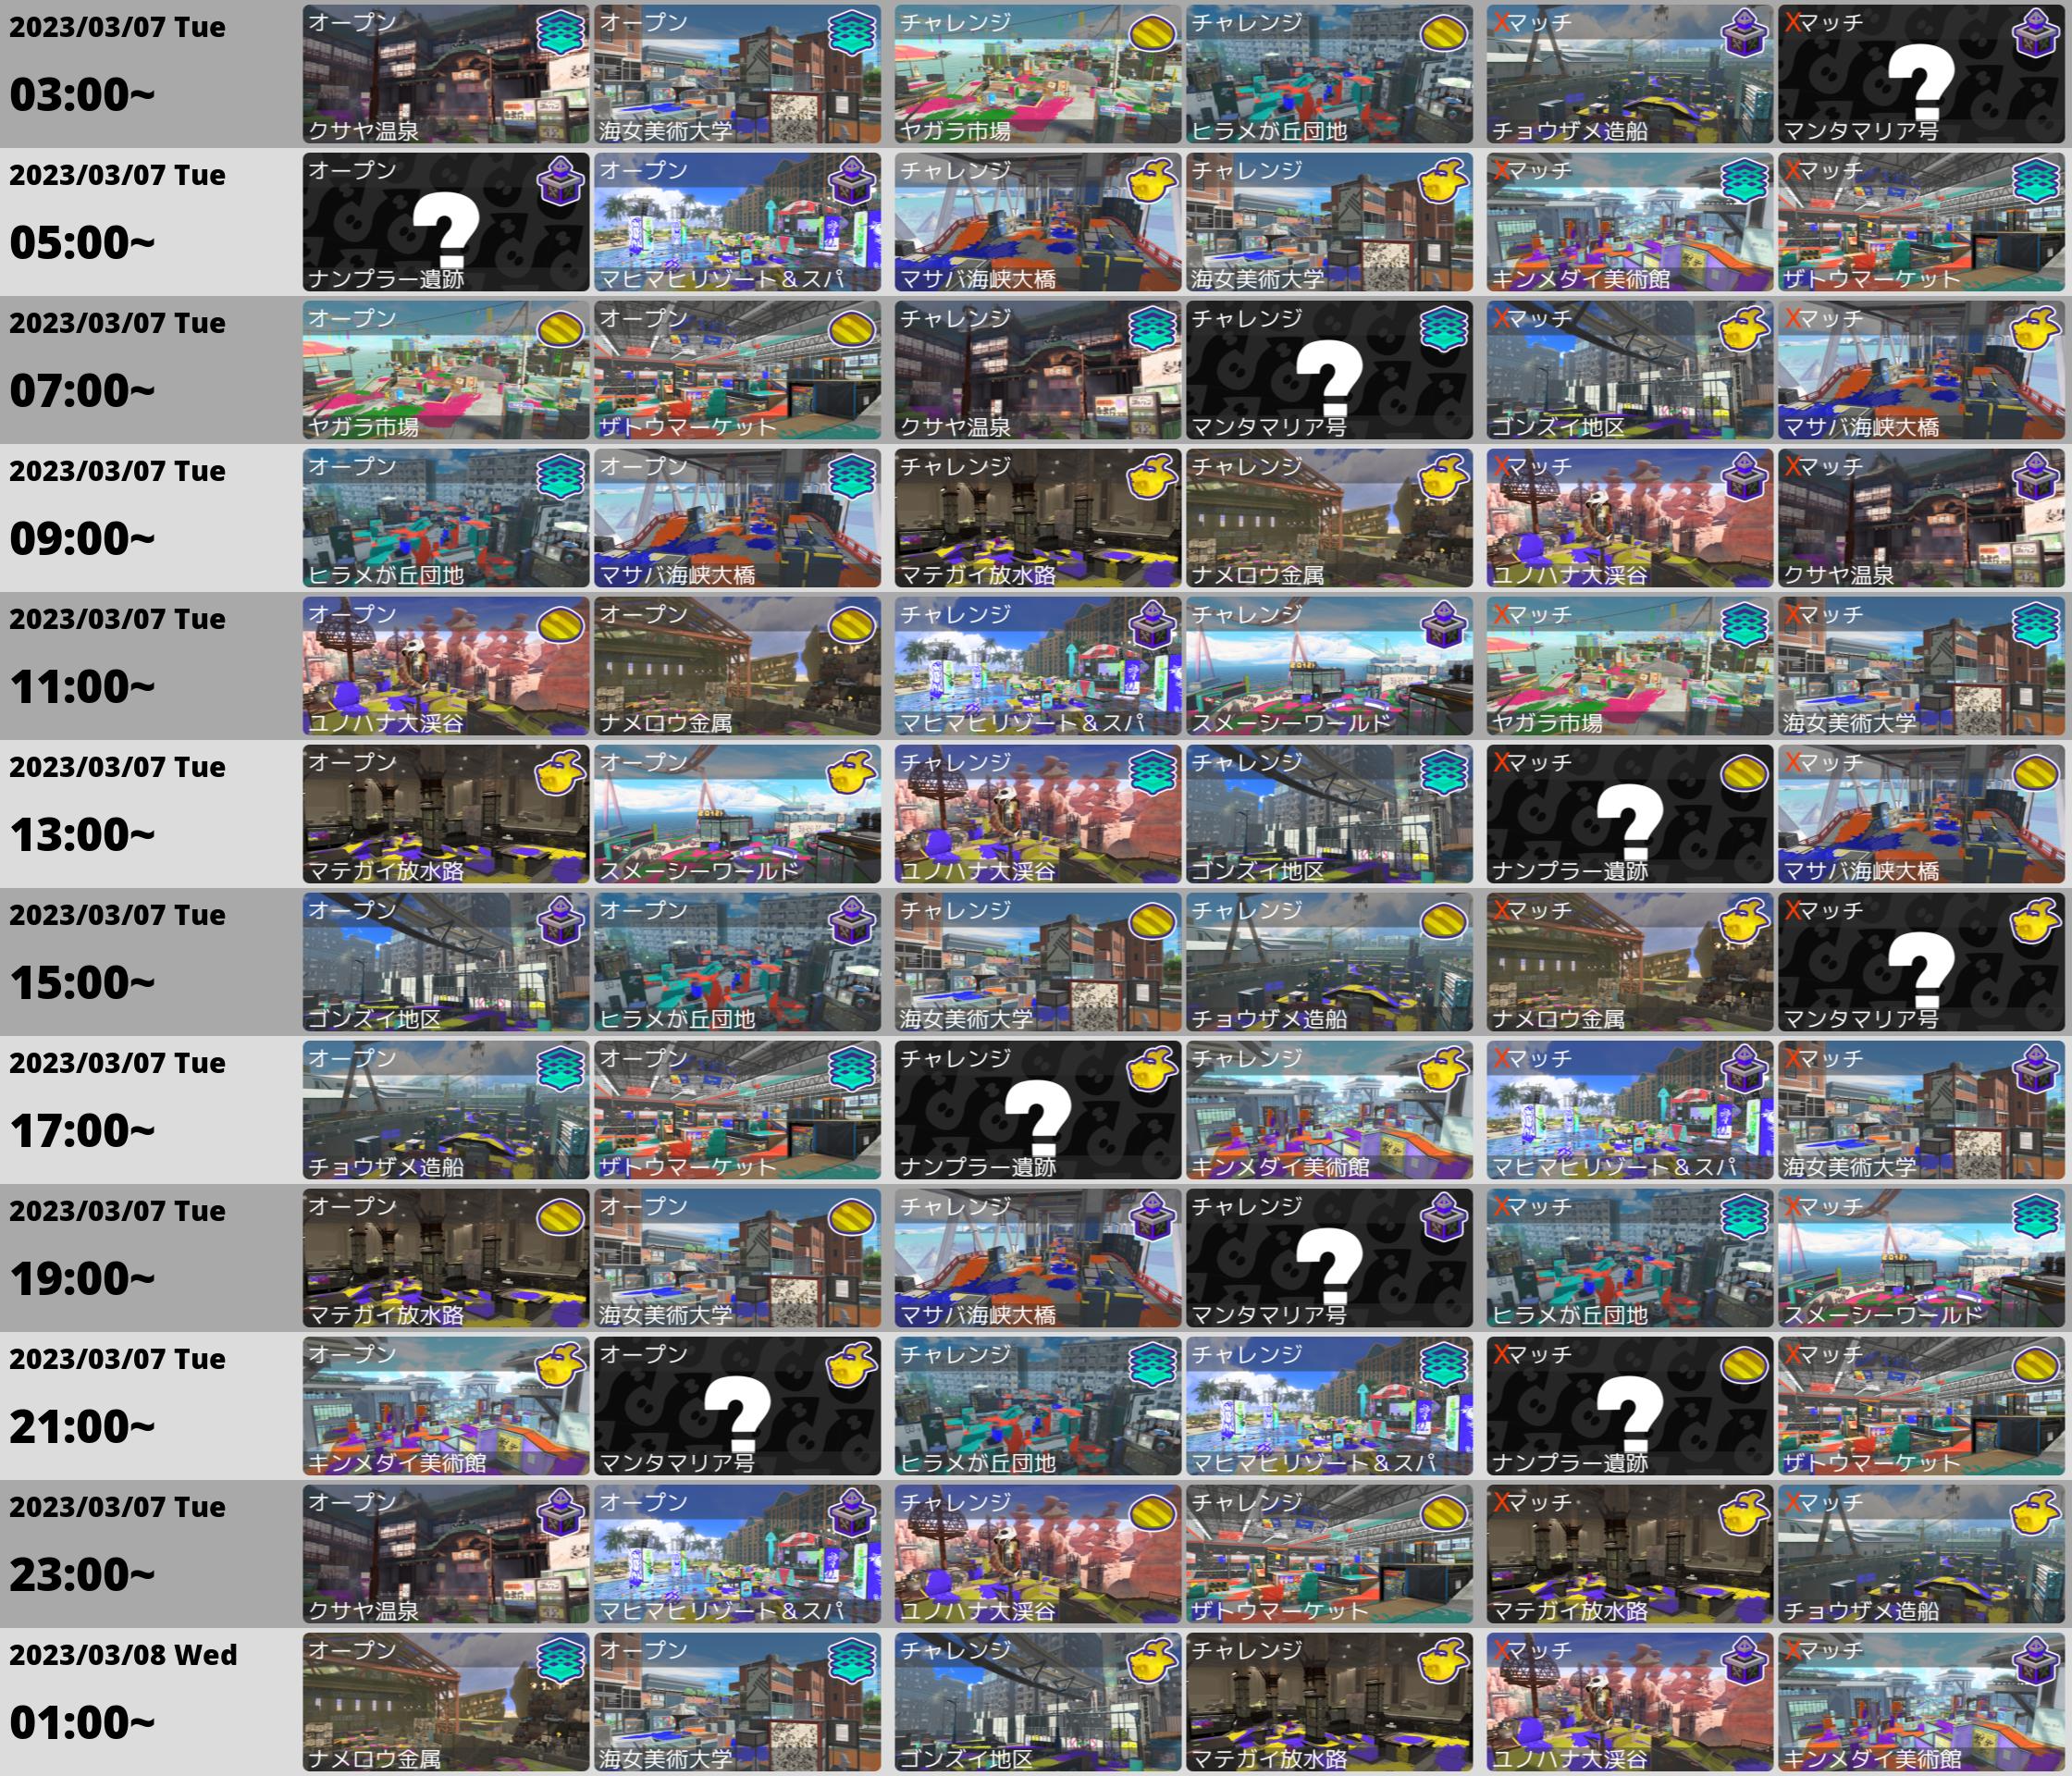 2023/03/07 Tue
03:00~
オープン オープン チャレンジ チャレンジ Xマッチ Xマッチ
クサヤ温泉 海女美術大学 ヤガラ市場 ヒラメが丘団地 チョウザメ造船 マンタマリア号
2023/03/07 Tue
05:00~
オープン オープン チャレンジ チャレンジ Xマッチ Xマッチ
ナンプラー遺跡 マヒマヒリゾート&スパ マサバ海峡大橋 海女美術大学 キンメダイ美術館 ザトウマーケット
2023/03/07 Tue
07:00~
オープン オープン チャレンジ チャレンジ Xマッチ Xマッチ
ヤガラ市場 ザトウマーケット クサヤ温泉 マンタマリア号 ゴンズイ地区 マサバ海峡大橋
2023/03/07 Tue
09:00~
オープン オープン チャレンジ チャレンジ Xマッチ Xマッチ
ヒラメが丘団地 マサバ海峡大橋 マテガイ放水路 ナメロウ金属 ユノハナ大渓谷 クサヤ温泉
2023/03/07 Tue
11:00~
オープン オープン チャレンジ チャレンジ Xマッチ Xマッチ
ユノハナ大渓谷 ナメロウ金属 マヒマヒリゾート&スパ スメーシーワールド ヤガラ市場 海女美術大学
2023/03/07 Tue
13:00~
オープン オープン チャレンジ チャレンジ Xマッチ Xマッチ
マテガイ放水路 スメーシーワールド ユノハナ大渓谷 ゴンズイ地区 ナンプラー遺跡 マサバ海峡大橋
2023/03/07 Tue
15:00~
オープン オープン チャレンジ チャレンジ Xマッチ Xマッチ
ゴンズイ地区 ヒラメが丘団地 海女美術大学 チョウザメ造船 ナメロウ金属 マンタマリア号
2023/03/07 Tue
17:00~
オープン オープン チャレンジ チャレンジ Xマッチ Xマッチ
チョウザメ造船 ザトウマーケット ナンプラー遺跡 キンメダイ美術館 マヒマヒリゾート&スパ 海女美術大学
2023/03/07 Tue
19:00~
オープン オープン チャレンジ チャレンジ Xマッチ Xマッチ
マテガイ放水路 海女美術大学 マサバ海峡大橋 マンタマリア号 ヒラメが丘団地 スメーシーワールド
2023/03/07 Tue
21:00~
オープン オープン チャレンジ チャレンジ Xマッチ Xマッチ
キンメダイ美術館 マンタマリア号 ヒラメが丘団地 マヒマヒリゾート&スパ ナンプラー遺跡 ザトウマーケット
2023/03/07 Tue
23:00~
オープン オープン チャレンジ チャレンジ Xマッチ Xマッチ
クサヤ温泉 マヒマヒリゾート&スパ ユノハナ大渓谷 ザトウマーケット マテガイ放水路 チョウザメ造船
2023/03/08 Wed
01:00~
オープン オープン チャレンジ チャレンジ Xマッチ Xマッチ
ナメロウ金属 海女美術大学 ゴンズイ地区 マテガイ放水路 ユノハナ大渓谷 キンメダイ美術館